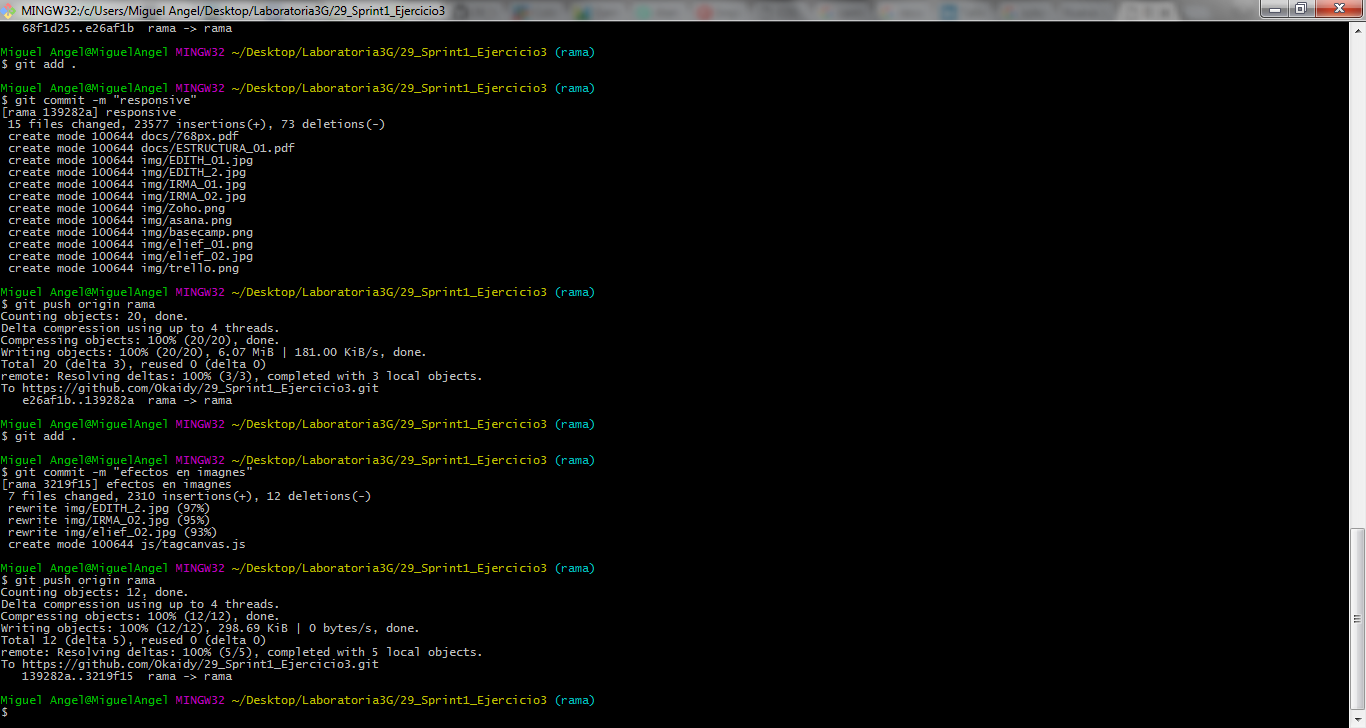 MINGW32:/c/Users/Miguel Angel/Desktop/Laboratoria3G/29_Sprint1_Ejercicio3
68f1d25..e26af1b  rama -> rama
Miguel Angel@MiguelAngel MINGW32 ~/Desktop/Laboratoria3G/29_Sprint1_Ejercicio3 (rama)
$ git add .
Miguel Angel@MiguelAngel MINGW32 ~/Desktop/Laboratoria3G/29_Sprint1_Ejercicio3 (rama)
$ git commit -m "responsive"
[rama 139282a] responsive
15 files changed, 23577 insertions(+), 73 deletions(-)
create mode 100644 docs/768px.pdf
create mode 100644 docs/ESTRUCTURA_01.pdf
create mode 100644 img/EDITH_01.jpg
create mode 100644 img/EDITH_2.jpg
create mode 100644 img/IRMA_01.jpg
create mode 100644 img/IRMA_02.jpg
create mode 100644 img/Zoho.png
create mode 100644 img/asana.png
create mode 100644 img/basecamp.png
create mode 100644 img/elief_01.png
create mode 100644 img/elief_02.jpg
create mode 100644 img/trello.png
Miguel Angel@MiguelAngel MINGW32 ~/Desktop/Laboratoria3G/29_Sprint1_Ejercicio3 (rama)
$ git push origin rama
Counting objects: 20, done.
Delta compression using up to 4 threads.
Compressing objects: 100% (20/20), done.
Writing objects: 100% (20/20), 6.07 MiB | 181.00 KiB/s, done.
Total 20 (delta 3), reused 0 (delta 0)
remote: Resolving deltas: 100% (3/3), completed with 3 local objects.
To https://github.com/Okaidy/29_Sprint1_Ejercicio3.git
e26af1b..139282a  rama -> rama
Miguel Angel@MiguelAngel MINGW32 ~/Desktop/Laboratoria3G/29_Sprint1_Ejercicio3 (rama)
$ git add .
Miguel Angel@MiguelAngel MINGW32 ~/Desktop/Laboratoria3G/29_Sprint1_Ejercicio3 (rama)
$ git commit -m "efectos en imagnes"
[rama 3219f15] efectos en imagnes
7 files changed, 2310 insertions(+), 12 deletions(-)
rewrite img/EDITH_2.jpg (97%)
rewrite img/IRMA_02.jpg (95%)
rewrite img/elief_02.jpg (93%)
create mode 100644 js/tagcanvas.js
Miguel Angel@MiguelAngel MINGW32 ~/Desktop/Laboratoria3G/29_Sprint1_Ejercicio3 (rama)
$ git push origin rama
Counting objects: 12, done.
Delta compression using up to 4 threads.
Compressing objects: 100% (12/12), done.
Writing objects: 100% (12/12), 298.69 KiB | 0 bytes/s, done.
Total 12 (delta 5), reused 0 (delta 0)
remote: Resolving deltas: 100% (5/5), completed with 5 local objects.
To https://github.com/Okaidy/29_Sprint1_Ejercicio3.git
139282a..3219f15  rama -> rama
Miguel Angel@MiguelAngel MINGW32 ~/Desktop/Laboratoria3G/29_Sprint1_Ejercicio3 (rama)
$